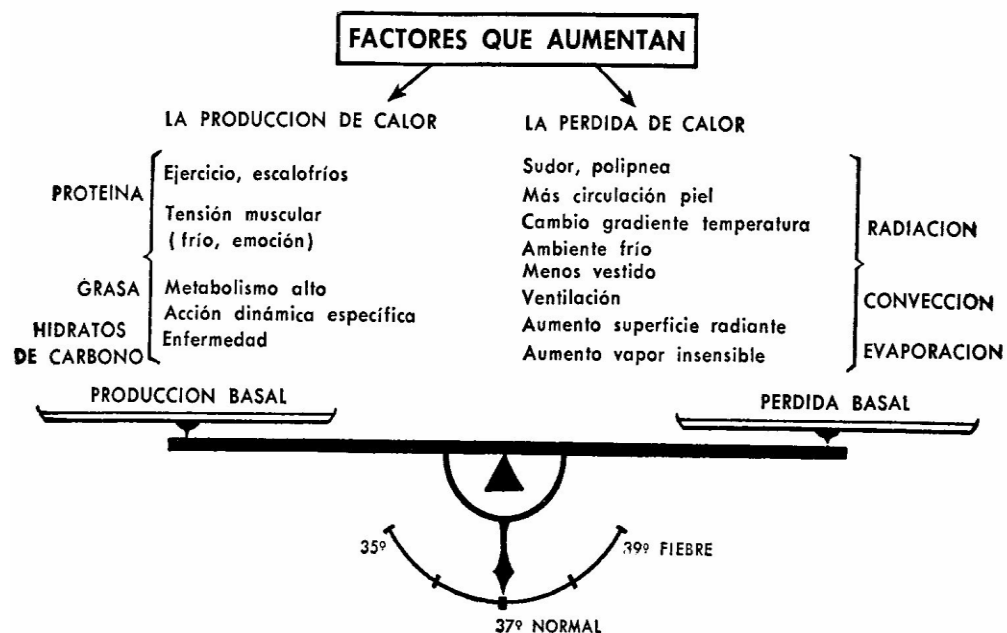 FACTORES QUE AUMENTAN
LA PRODUCCION DE CALOR
PROTEINA
GRASA
HIDRATOS
DE CARBONO
Ejercicio, escalofríos
Tensión muscular
(frío, emoción)
Metabolismo alto
Acción dinámica específica
Enfermedad
PRODUCCION BASAL
LA PERDIDA DE CALOR
Sudor, polipnea
Más circulación piel
Cambio gradiente temperatura
Ambiente frío
Menos vestido
Ventilación
Aumento superficie radiante
Aumento vapor insensible
RADIACION
CONVECCION
EVAPORACION
PERDIDA BASAL
35º
39º FIEBRE
37º NORMAL